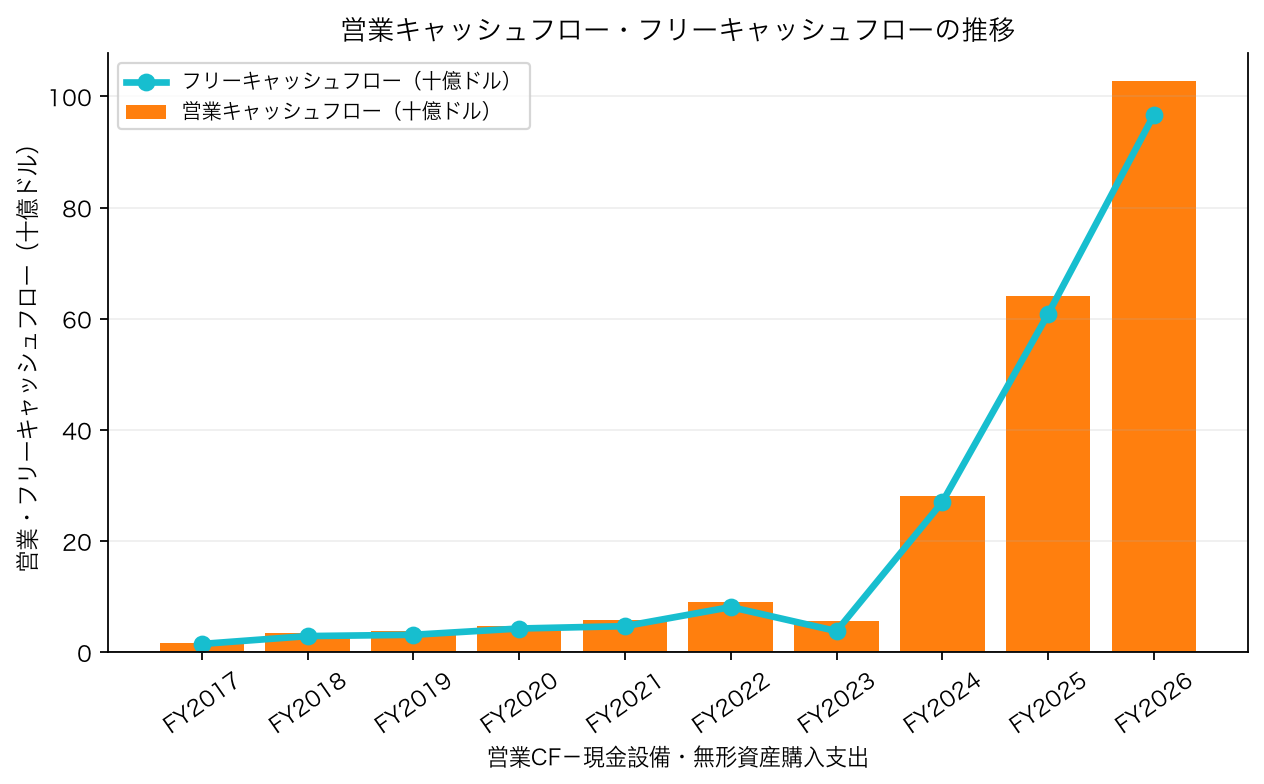 営業キャッシュフロー・フリーキャッシュフローの推移
フリーキャッシュフロー（十億ドル）
営業キャッシュフロー（十億ドル）
営業・フリーキャッシュフロー（十億ドル）
100
80
60
40
20
0
FY2017
FY2018
FY2019
FY2020
FY2021
FY2022
FY2023
FY2024
FY2025
FY2026
営業CF－現金設備・無形資産購入支出